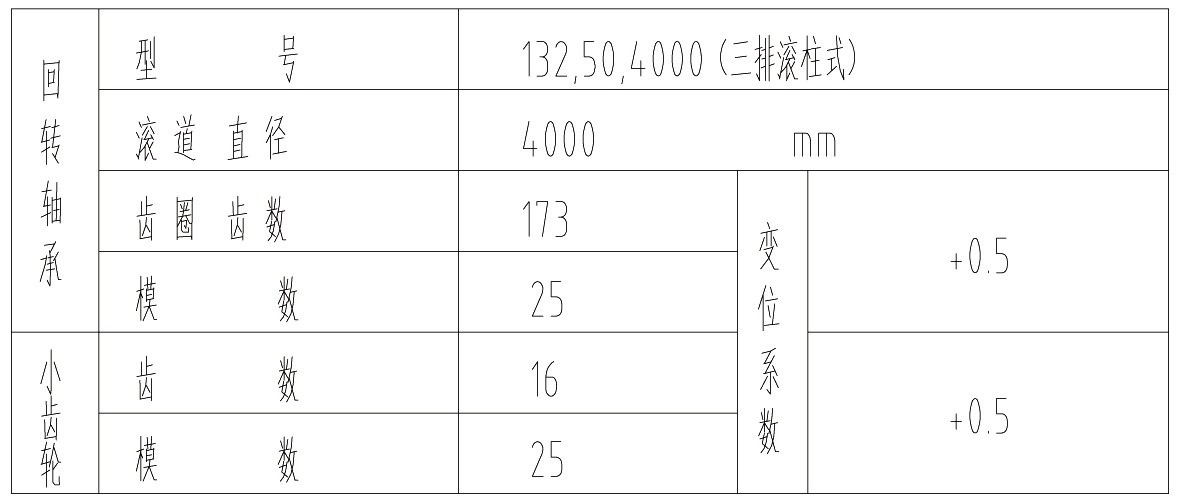 回转轴承
型 号 132,50,4000 (三排滚柱式)
滚道 直径 4000 mm
齿圈 齿数 173
模 数 25
变位系数
+0.5
小齿轮
齿 数 16
模 数 25
+0.5